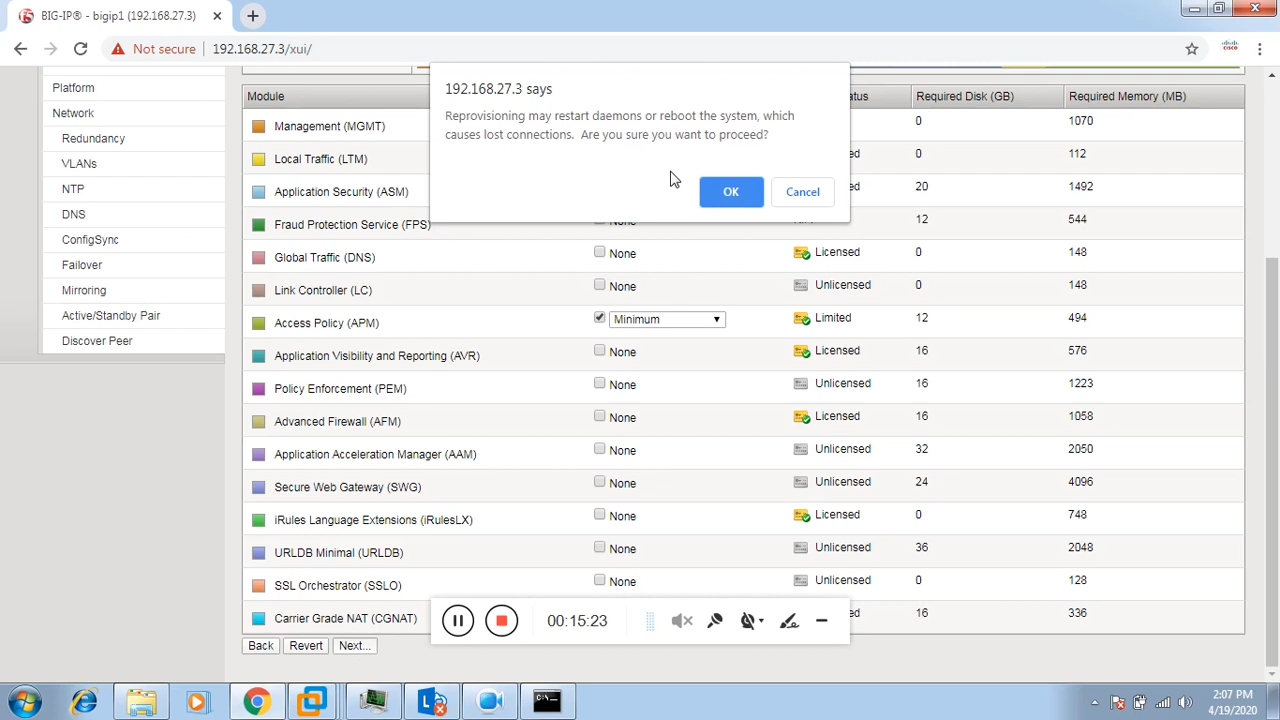 BIG-IP® - bigip1 (192.168.27.3)
Not secure
192.168.27.3/xui/
192.168.27.3 says
Reprovisioning may restart daemons or reboot the system, which
causes lost connections. Are you sure you want to proceed?
OK
Cancel
Platform
Network
Redundancy
VLANs
NTP
DNS
ConfigSync
Failover
Mirroring
Active/Standby Pair
Discover Peer
Module Required Disk (GB) Required Memory (MB)
Management (MGMT) 0 1070
Local Traffic (LTM) 0 112
Application Security (ASM) 20 1492
Fraud Protection Service (FPS) 12 544
Global Traffic (DNS) None Licensed 0 148
Link Controller (LC) None Unlicensed 0 148
Access Policy (APM) Minimum Limited 12 494
Application Visibility and Reporting (AVR) None Licensed 16 576
Policy Enforcement (PEM) None Unlicensed 16 1223
Advanced Firewall (AFM) None Licensed 16 1058
Application Acceleration Manager (AAM) None Unlicensed 32 2050
Secure Web Gateway (SWG) None Unlicensed 24 4096
iRules Language Extensions (iRulesLX) None Licensed 0 748
URLDB Minimal (URLDB) None Unlicensed 36 2048
SSL Orchestrator (SSLO) None Unlicensed 0 128
Carrier Grade NAT (CGNAT) 16 336
Back Revert Next...
00:15:23
2:07 PM
4/19/2020